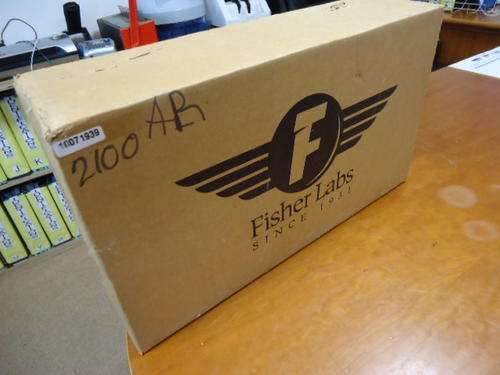 10071939
2100 AR
F
Fisher Labs
SINCE 1931